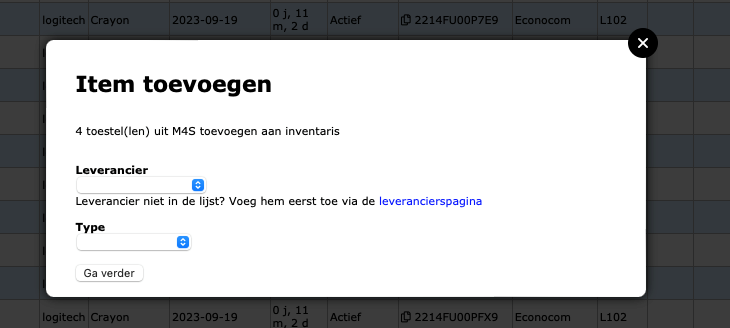 logitech Crayon 2023-09-19 0 j, 11 m, 2 d Actief 2214FU00P7E9 Econocom L102
Item toevoegen
4 toestel(len) uit M4S toevoegen aan inventaris
Leverancier
Leverancier niet in de lijst? Voeg hem eerst toe via de leverancierspagina
Type
Ga verder
logitech Crayon 2023-09-19 0 j, 11 m, 2 d Actief 2214FU00PFX9 Econocom L102